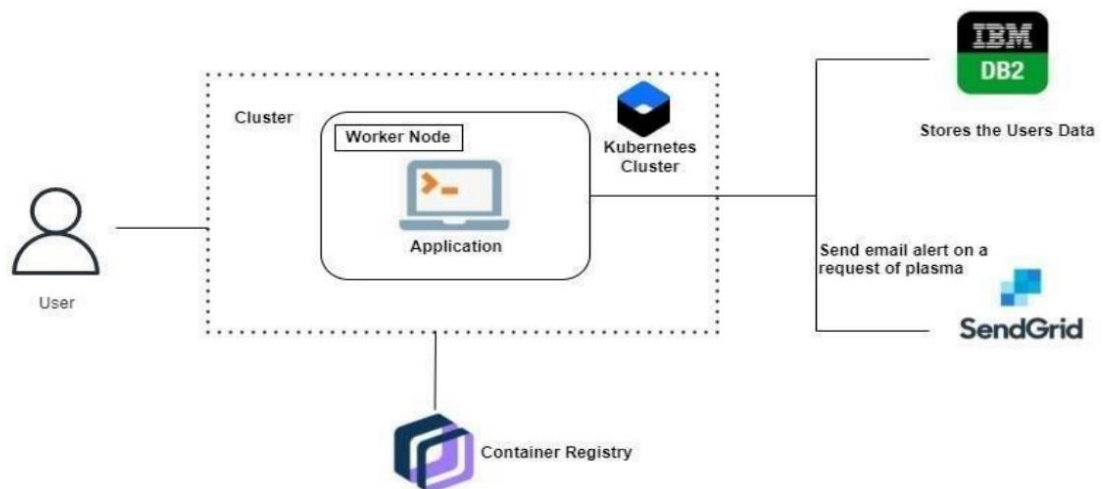 IBM
DB2
Stores the Users Data
Cluster
Worker Node
Kubernetes
Cluster
Application
User
Send email alert on a
request of plasma
SendGrid
Container Registry